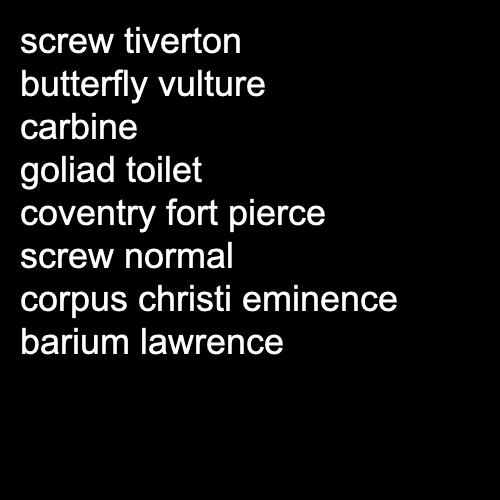 screw tiverton
butterfly vulture
carbine
goliad toilet
coventry fort pierce
screw normal
corpus christi eminence
barium lawrence